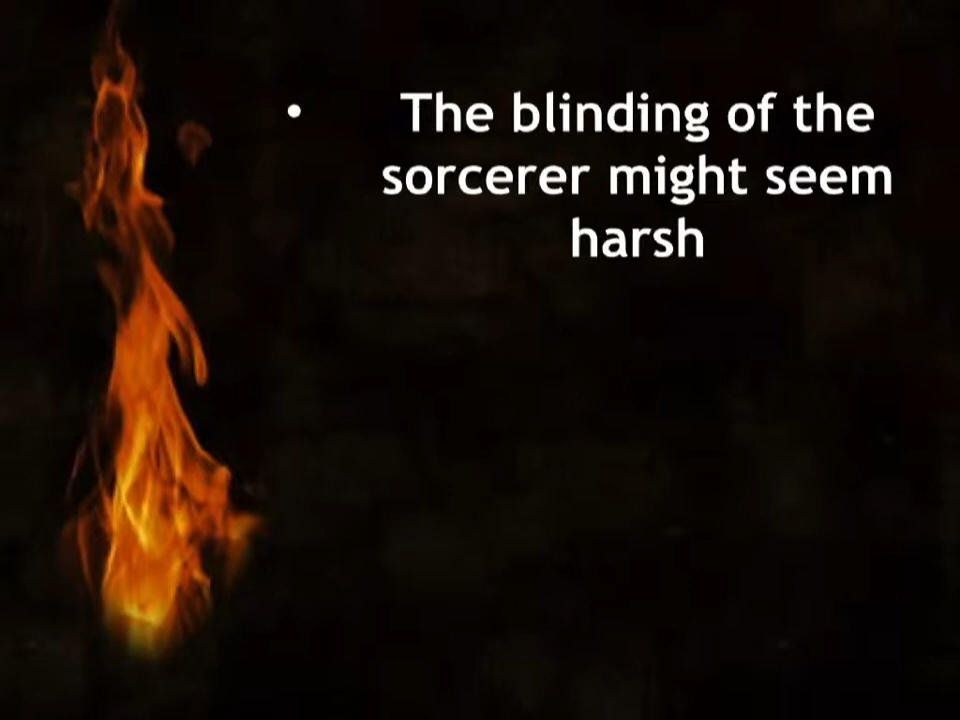 • The blinding of the
sorcerer might seem
harsh